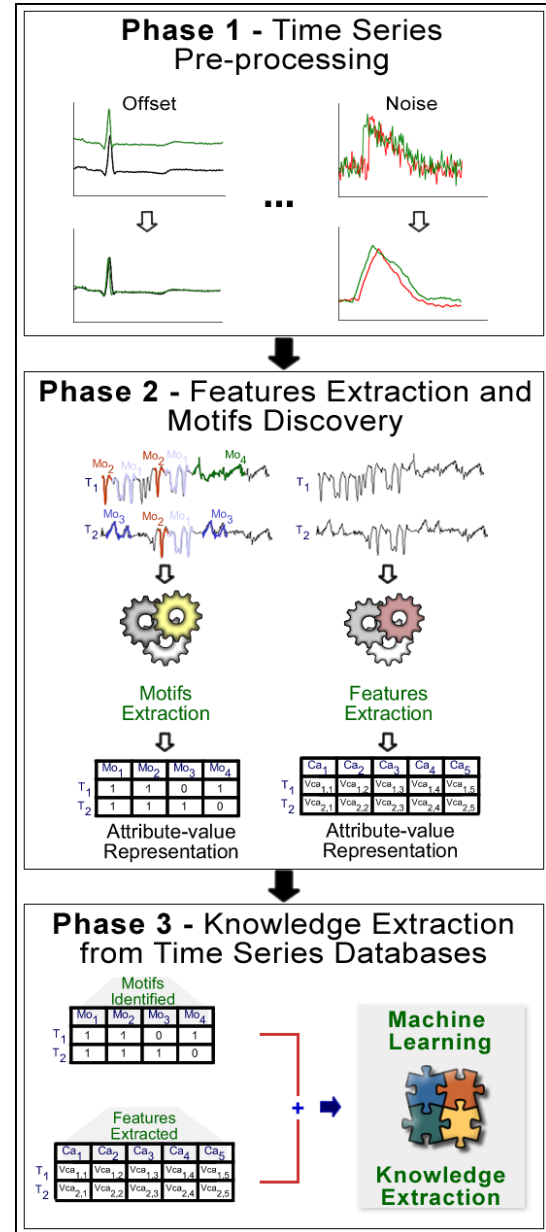 Phase 1 - Time Series
Pre-processing
Offset
Noise
...
Phase 2 - Features Extraction and
Motifs Discovery
Mo2 Mo1 Mo2 Mo1 Mo4
T1
Mo3 Mo2 Mo1 Mo3
T2
T1
T2
Motifs
Extraction
Features
Extraction
Mo1 Mo2 Mo3 Mo4
T1 1 1 0 1
T2 1 1 1 0
Attribute-value
Representation
Ca1 Ca2 Ca3 Ca4 Ca5
T1 Vca1,1 Vca1,2 Vca1,3 Vca1,4 Vca1,5
T2 Vca2,1 Vca2,2 Vca2,3 Vca2,4 Vca2,5
Attribute-value
Representation
Phase 3 - Knowledge Extraction
from Time Series Databases
Motifs
Identified
Mo1 Mo2 Mo3 Mo4
T1 1 1 0 1
T2 1 1 1 0
Features
Extracted
Ca1 Ca2 Ca3 Ca4 Ca5
T1 Vca1,1 Vca1,2 Vca1,3 Vca1,4 Vca1,5
T2 Vca2,1 Vca2,2 Vca2,3 Vca2,4 Vca2,5
+
Machine
Learning
Knowledge
Extraction